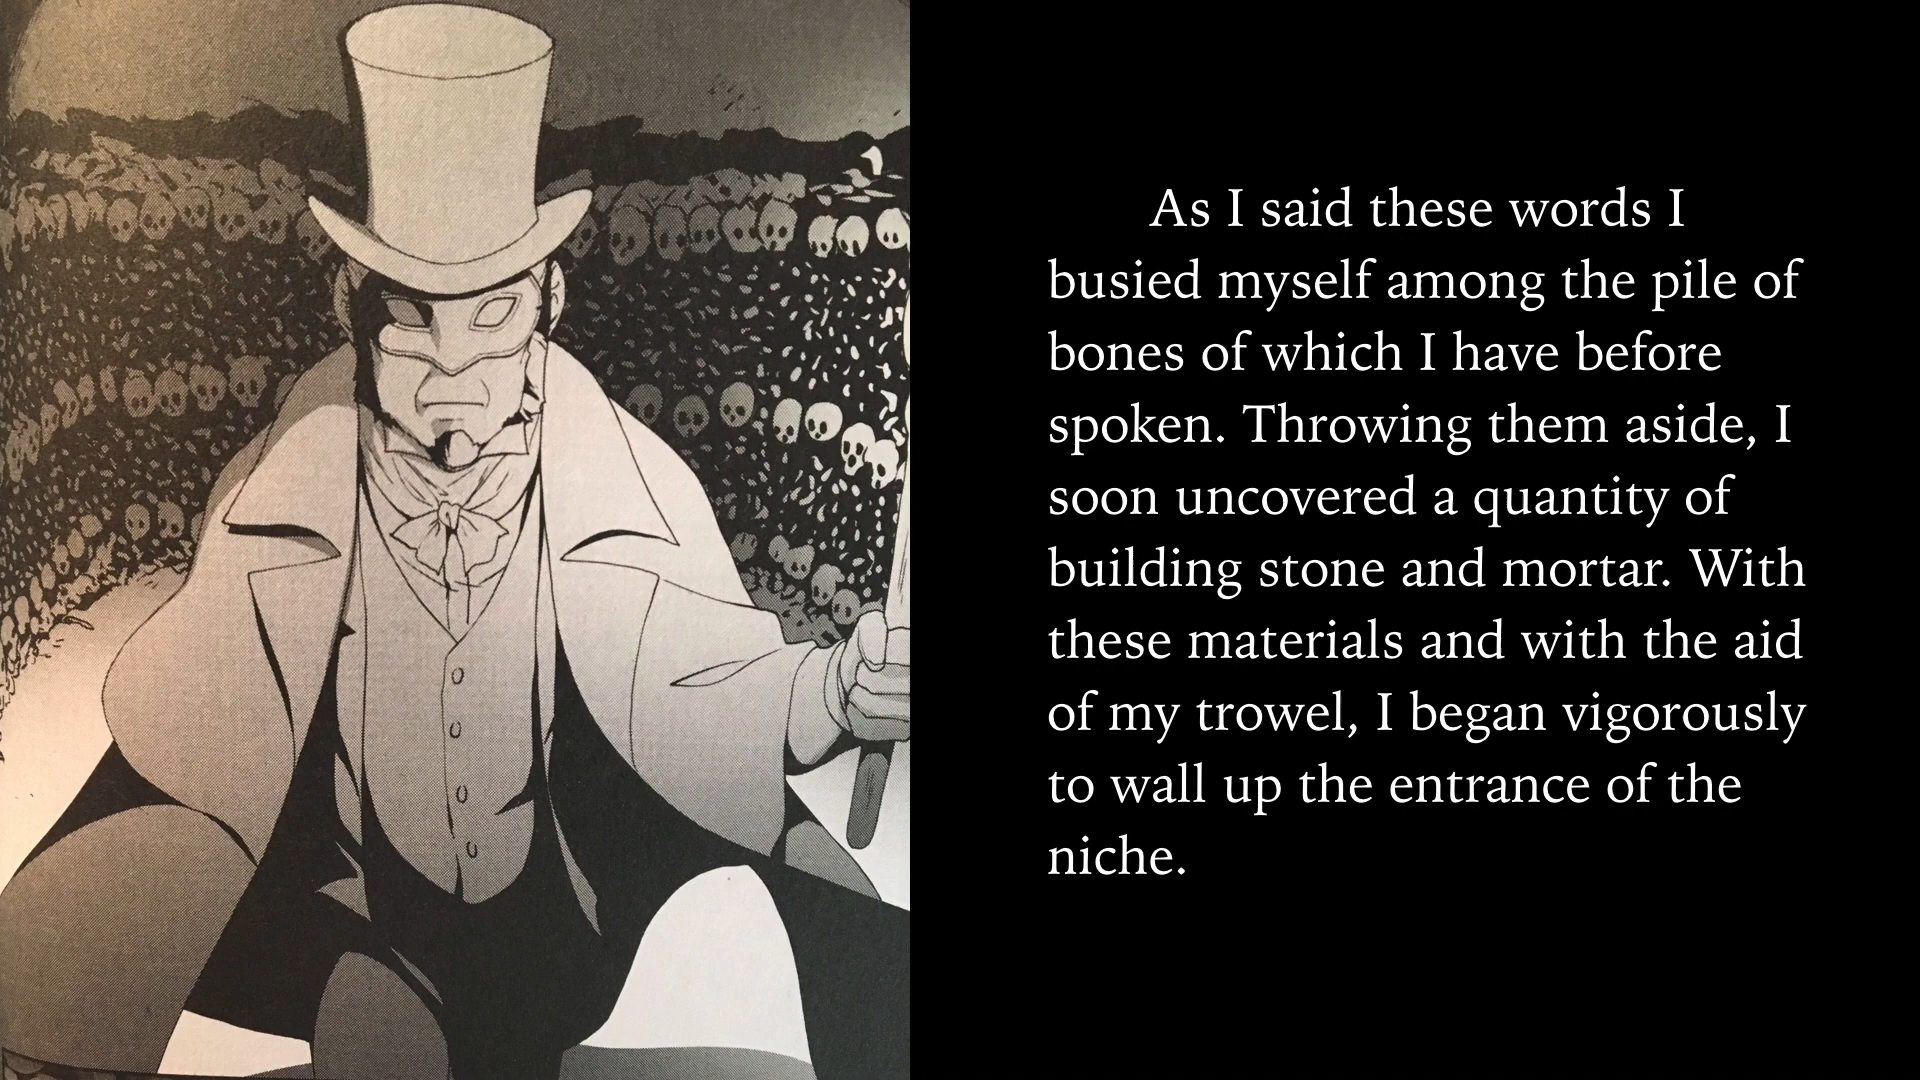 As I said these words I
busied myself among the pile of
bones of which I have before
spoken. Throwing them aside, I
soon uncovered a quantity of
building stone and mortar. With
these materials and with the aid
of my trowel, I began vigorously
to wall up the entrance of the
niche.